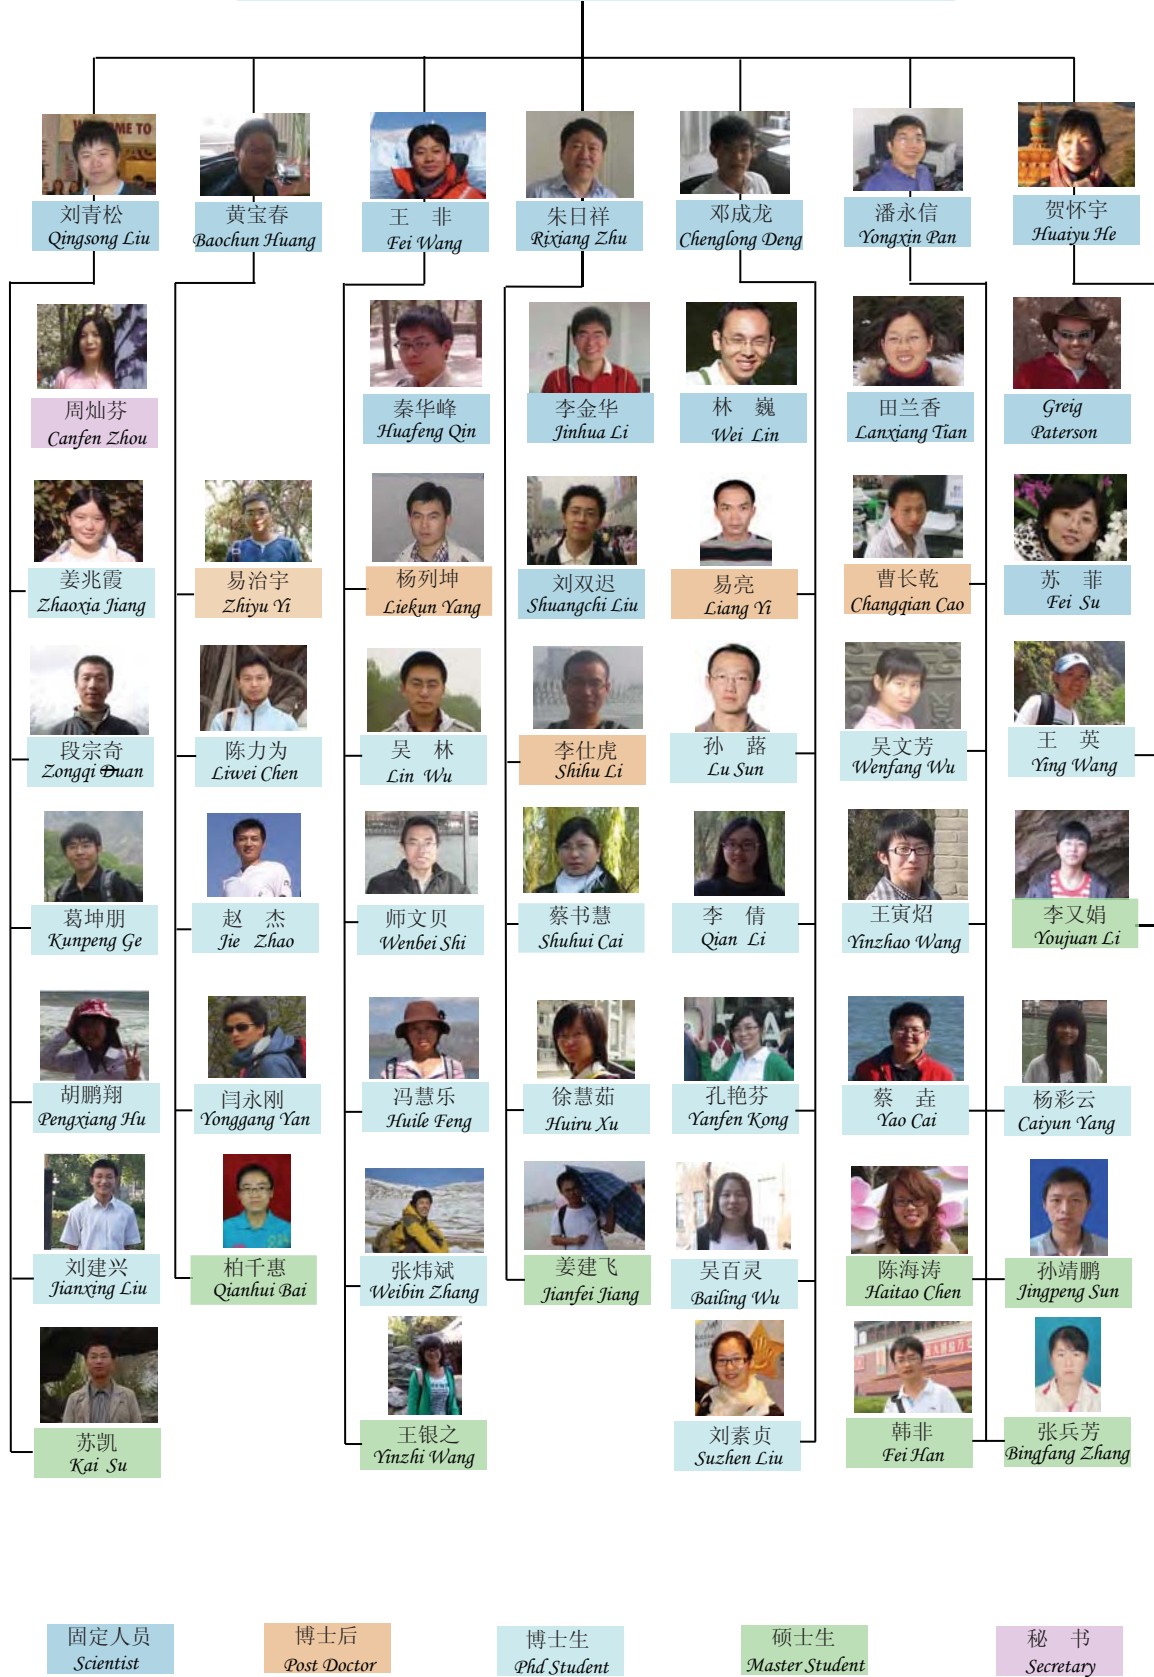 WELCOME TO
刘青松
Qingsong Liu
黄宝春
Baochun Huang
王 非
Fei Wang
朱日祥
Rixiang Zhu
邓成龙
Chenglong Deng
潘永信
Yongxin Pan
贺怀宇
Huaiyu He
周灿芬
Canfen Zhou
秦华峰
Huafeng Qin
李金华
Jinhua Li
林 巍
Wei Lin
田兰香
Lanxiang Tian
Greig
Paterson
姜兆霞
Zhaoxia Jiang
易治宇
Zhiyu Yi
杨列坤
Liekun Yang
刘双迟
Shuangchi Liu
易亮
Liang Yi
曹长乾
Changqian Cao
苏 菲
Fei Su
段宗奇
Zongqi Duan
陈力为
Liwei Chen
吴 林
Lin Wu
李仕虎
Shihu Li
孙 蕗
Lu Sun
吴文芳
Wenfang Wu
王 英
Ying Wang
葛坤朋
Kunpeng Ge
赵 杰
Jie Zhao
师文贝
Wenbei Shi
蔡书慧
Shuhui Cai
李 倩
Qian Li
王寅炤
Yinzhao Wang
李又娟
Youjuan Li
胡鹏翔
Pengxiang Hu
闫永刚
Yonggang Yan
冯慧乐
Huile Feng
徐慧茹
Huiru Xu
孔艳芬
Yanfen Kong
蔡 垚
Yao Cai
杨彩云
Caiyun Yang
刘建兴
Jianxing Liu
柏千惠
Qianhui Bai
张炜斌
Weibin Zhang
姜建飞
Jianfei Jiang
吴百灵
Bailing Wu
陈海涛
Haitao Chen
孙靖鹏
Jingpeng Sun
苏凯
Kai Su
王银之
Yinzhi Wang
刘素贞
Suzhen Liu
韩非
Fei Han
张兵芳
Bingfang Zhang
固定人员
Scientist
博士后
Post Doctor
博士生
Phd Student
硕士生
Master Student
秘 书
Secretary